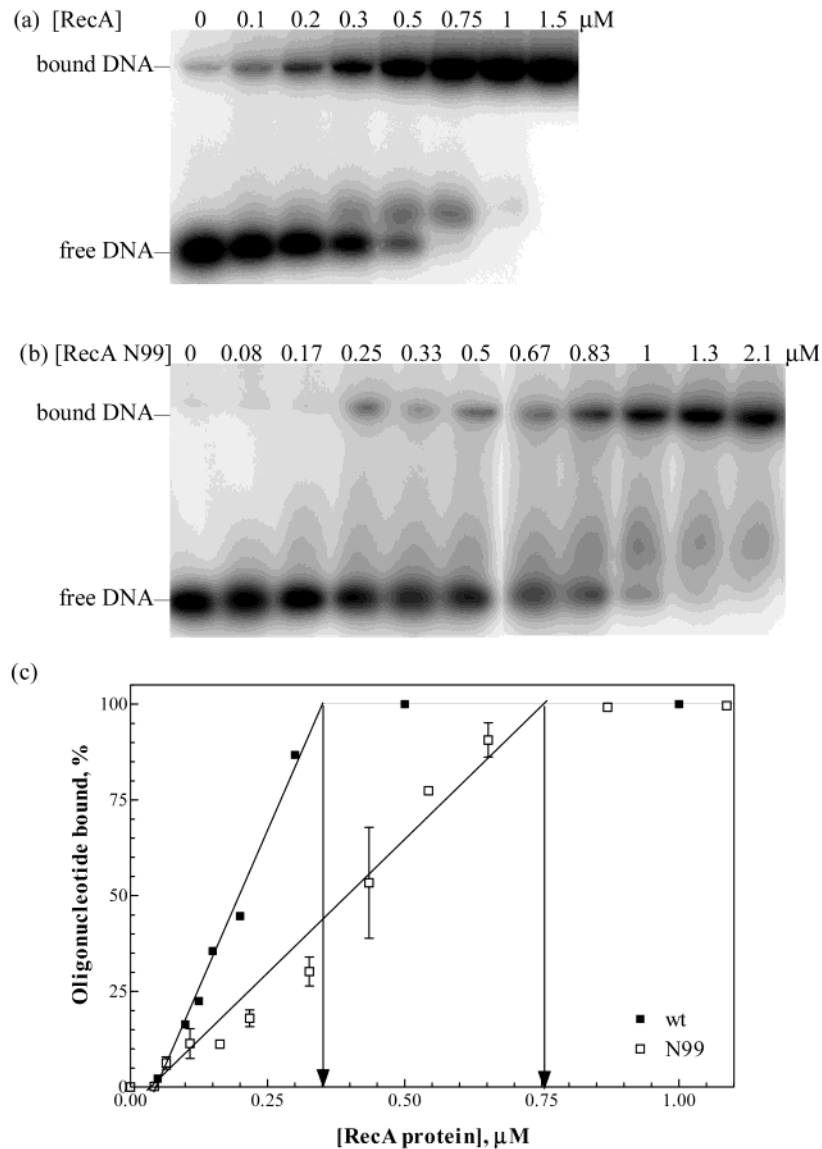 (a) [RecA] 0 0.1 0.2 0.3 0.5 0.75 1 1.5 μM
bound DNA
free DNA
(b) [RecA N99] 0 0.08 0.17 0.25 0.33 0.5 0.67 0.83 1 1.3 2.1 μM
bound DNA
free DNA
(c)
Oligonucleotide bound, %
100
75
50
25
0
wt
N99
0.00 0.25 0.50 0.75 1.00
[RecA protein], μM